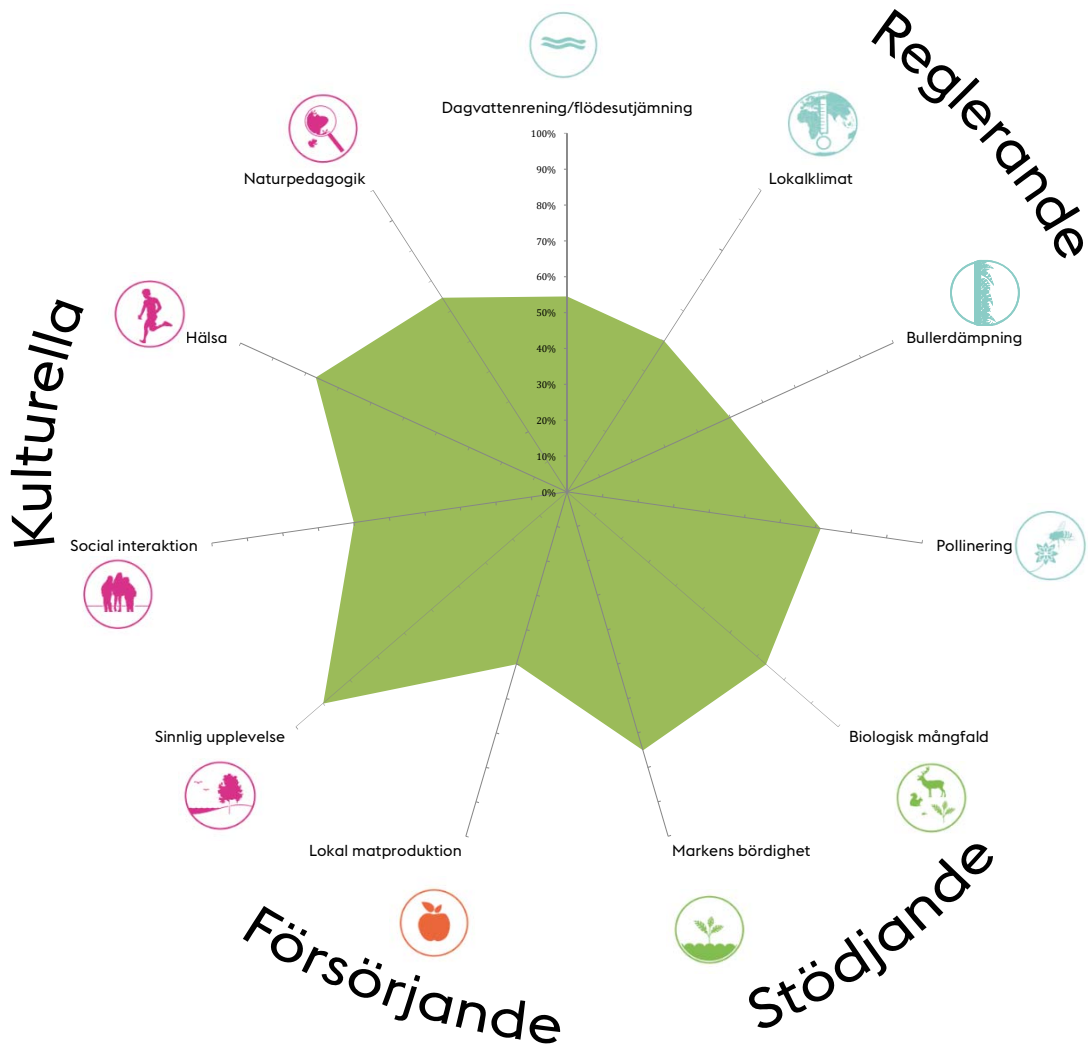 Reglerande
Dagvattenrening/flödesutjämning
100%
90%
80%
70%
60%
50%
40%
30%
20%
10%
0%
Lokalklimat
Bullerdämpning
Pollinering
Biologisk mångfald
Markens bördighet
Stödjande
Lokal matproduktion
Försörjande
Sinnlig upplevelse
Social interaktion
Hälsa
Naturpedagogik
Kulturella